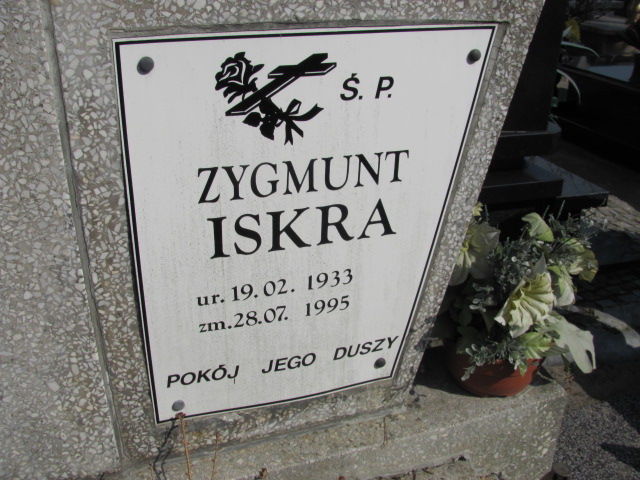 Ś. P.
ZYGMUNT
ISKRA
ur. 19. 02. 1933
zm. 28.07. 1995
POKÓJ JEGO DUSZY